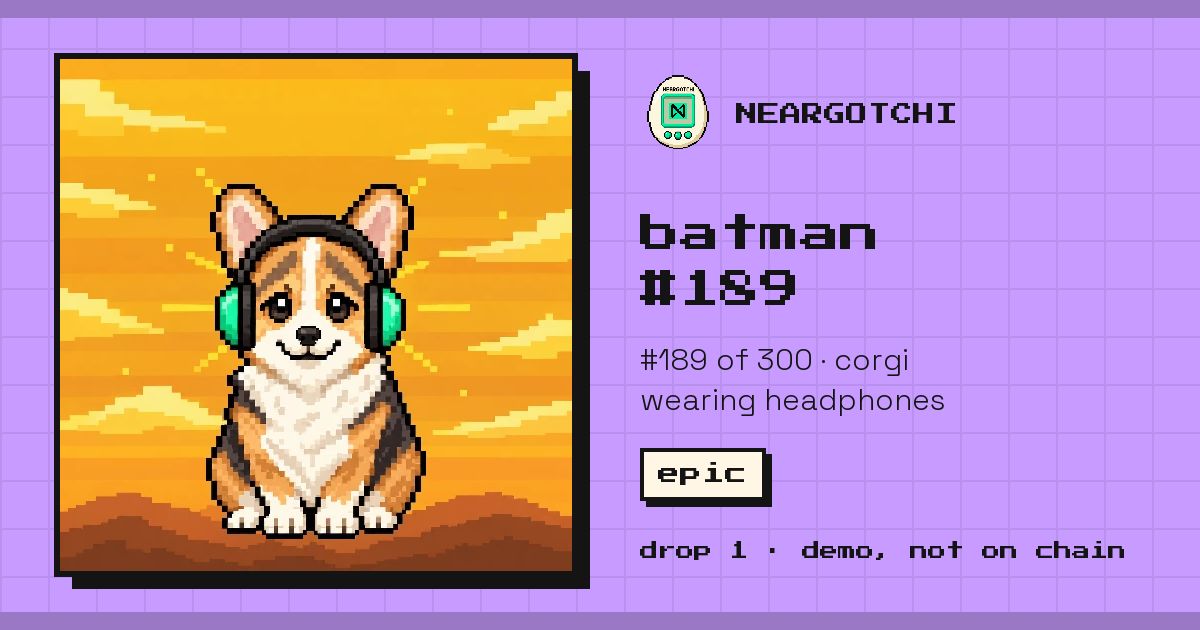 NEARGOTCHI
NEARGOTCHI
batman
#189
#189 of 300 · corgi
wearing headphones
epic
drop 1 · demo, not on chain